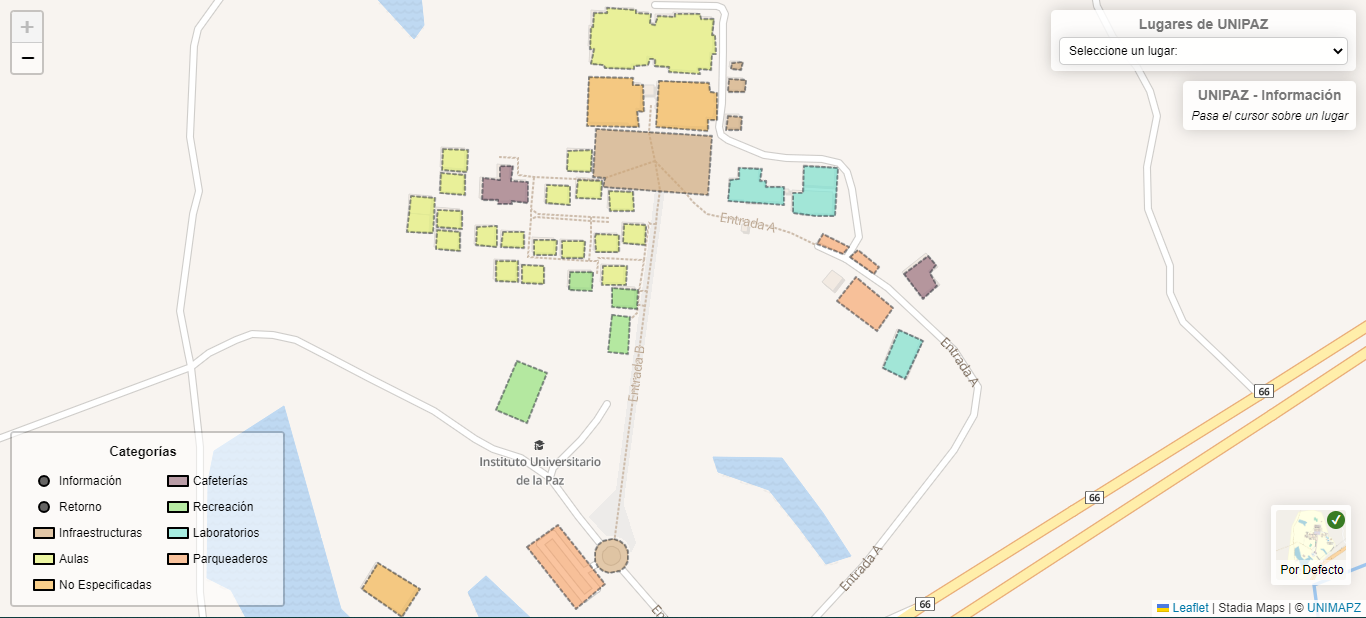 +
−
Lugares de UNIPAZ
Seleccione un lugar:
UNIPAZ - Información
Pasa el cursor sobre un lugar
Entrada A
Entrada A
Entrada B
66
Instituto Universitario
de la Paz
Categorías
Información
Cafeterías
Retorno
Recreación
Infraestructuras
Laboratorios
Aulas
Parqueaderos
No Especificadas
66
Entrada A
66
Por Defecto
Leaflet | Stadia Maps | © UNIMAPZ